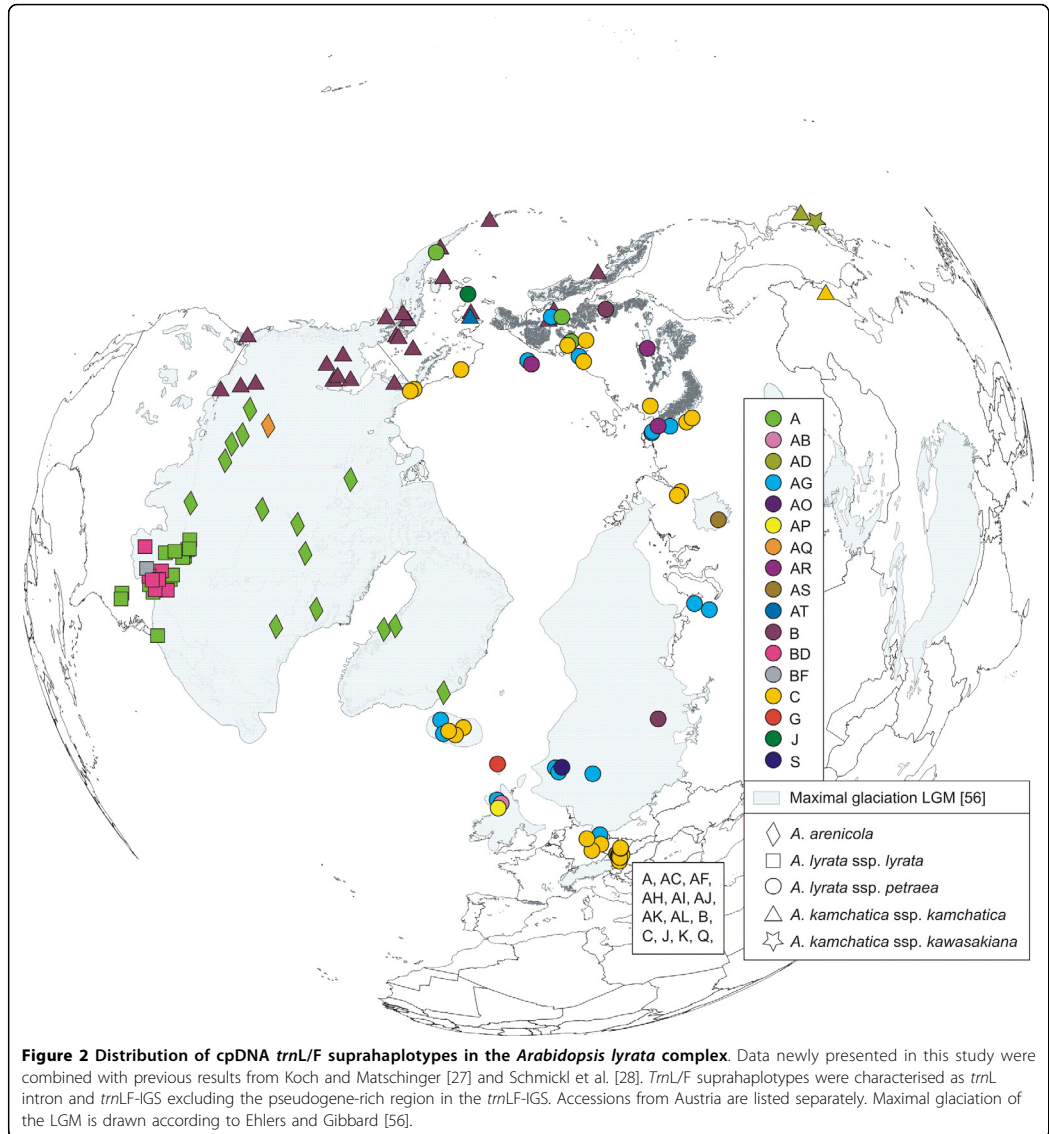 A
AB
AD
AG
AO
AP
AQ
AR
AS
AT
B
BD
BF
C
G
J
S
Maximal glaciation LGM [56]
A. arenicola
A. lyrata ssp. lyrata
A. lyrata ssp. petraea
A. kamchatica ssp. kamchatica
A. kamchatica ssp. kawasakiana
A, AC, AF,
AH, AI, AJ,
AK, AL, B,
C, J, K, Q,
Figure 2 Distribution of cpDNA trnL/F suprahaplotypes in the Arabidopsis lyrata complex. Data newly presented in this study were
combined with previous results from Koch and Matschinger [27] and Schmickl et al. [28]. TrnL/F suprahaplotypes were characterised as trnL
intron and trnLF-IGS excluding the pseudogene-rich region in the trnLF-IGS. Accessions from Austria are listed separately. Maximal glaciation of
the LGM is drawn according to Ehlers and Gibbard [56].